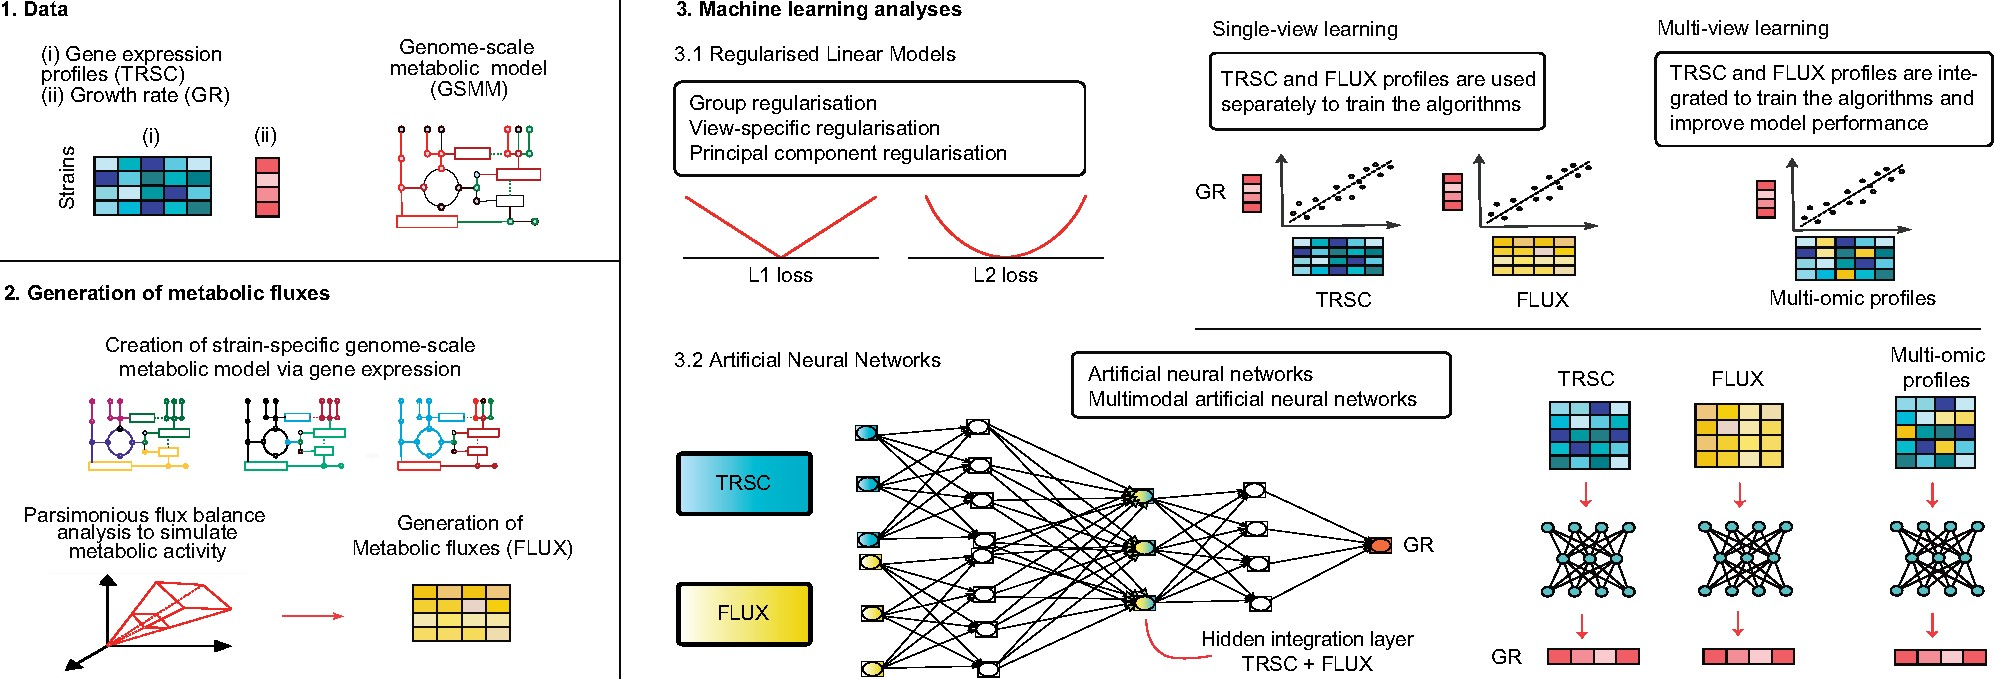 1. Data
(i) Gene expression
profiles (TRSC)
(ii) Growth rate (GR)
Genome-scale
metabolic model
(GSMM)
(i)
(ii)
Strains
2. Generation of metabolic fluxes
Creation of strain-specific genome-scale
metabolic model via gene expression
Parsimonious flux balance
analysis to simulate
metabolic activity
Generation of
Metabolic fluxes (FLUX)
3. Machine learning analyses
3.1 Regularised Linear Models
Group regularisation
View-specific regularisation
Principal component regularisation
L1 loss
L2 loss
Single-view learning
TRSC and FLUX profiles are used
separately to train the algorithms
GR
TRSC
FLUX
Multi-view learning
TRSC and FLUX profiles are inte-
grated to train the algorithms and
improve model performance
Multi-omic profiles
3.2 Artificial Neural Networks
Artificial neural networks
Multimodal artificial neural networks
TRSC
FLUX
GR
Hidden integration layer
TRSC + FLUX
TRSC
FLUX
Multi-omic
profiles
GR